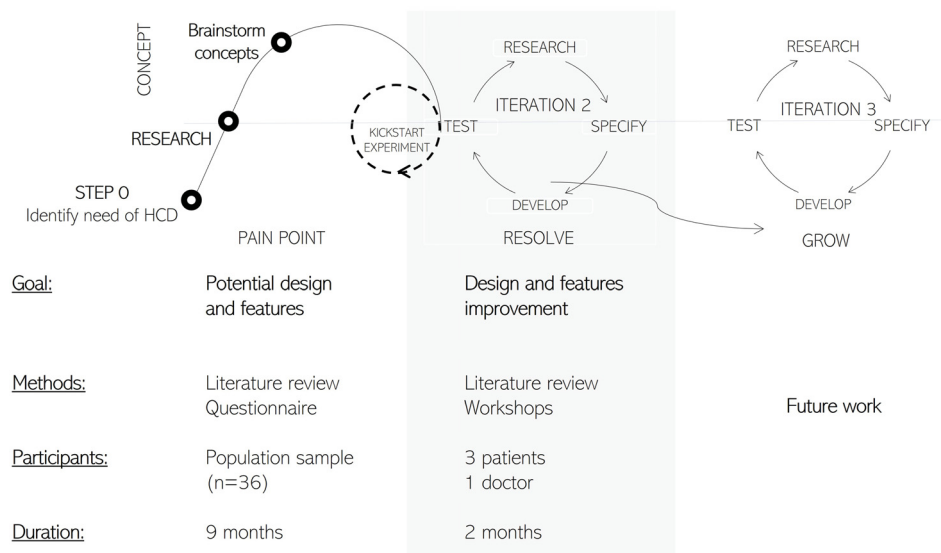 CONCEPT
Brainstorm
concepts
RESEARCH
STEP 0
Identify need of HCD
KICKSTART
EXPERIMENT
PAIN POINT
RESEARCH
ITERATION 2
TEST
SPECIFY
DEVELOP
RESOLVE
RESEARCH
ITERATION 3
TEST
SPECIFY
DEVELOP
GROW
Goal:
Potential design
and features
Design and features
improvement
Methods:
Literature review
Questionnaire
Literature review
Workshops
Future work
Participants:
Population sample
(n=36)
3 patients
1 doctor
Duration:
9 months
2 months